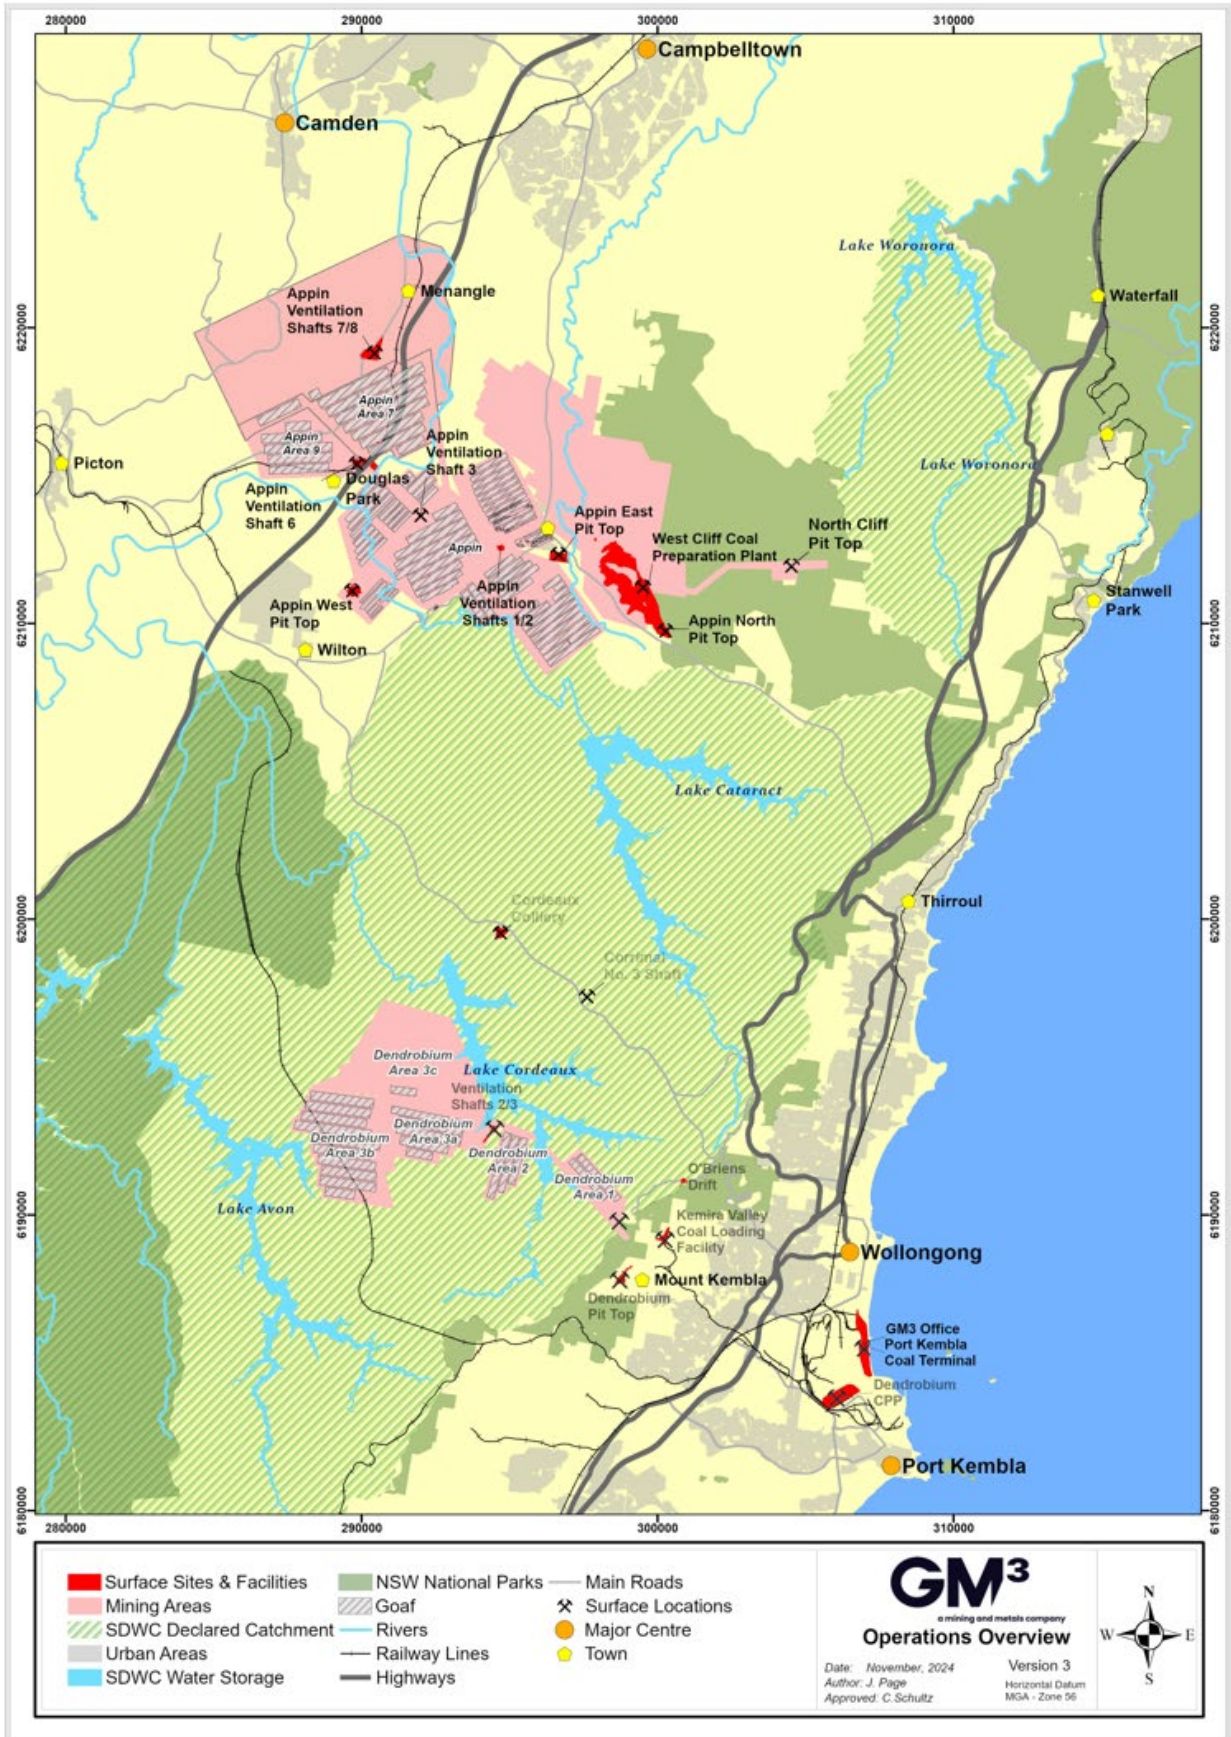 280000
290000
300000
310000
Campbelltown
Camden
Lake Woronora
Menangle
Waterfall
Appin
Ventilation
Shafts 7/8
6220000
6220000
Appin
Area 7
Appin
Area 9
Appin
Ventilation
Shaft 3
Picton
Lake Woronora
Douglas
Park
Appin
Ventilation
Shaft 6
Appin East
Pit Top
West Cliff Coal
Preparation Plant
North Cliff
Pit Top
Appin
Appin
Ventilation
Shafts 1/2
Appin West
Pit Top
Stanwell
Park
Appin North
Pit Top
6210000
6210000
Wilton
Lake Cataract
Cordeaux
Colliery
Thirroul
6200000
6200000
Corrimal
No. 3 Shaft
Dendrobium
Area 3c
Lake Cordeaux
Ventilation
Shafts 2/3
Dendrobium
Area 3a
Dendrobium
Area 3b
Dendrobium
Area 2
Dendrobium
Area 1
O'Briens
Drift
Lake Avon
6190000
6190000
Kemira Valley
Coal Loading
Facility
Wollongong
Mount Kembla
Dendrobium
Pit Top
GM3 Office
Port Kembla
Coal Terminal
Dendrobium
CPP
Port Kembla
6180000
6180000
280000
290000
300000
310000
Surface Sites & Facilities
Mining Areas
SDWC Declared Catchment
Urban Areas
SDWC Water Storage
NSW National Parks
Goaf
Rivers
Railway Lines
Highways
Main Roads
Surface Locations
Major Centre
Town
GM³
a mining and metals company
Operations Overview
Date: November, 2024
Author: J. Page
Approved: C.Schultz
Version 3
Horizontal Datum
MGA - Zone 56
N
W
E
S